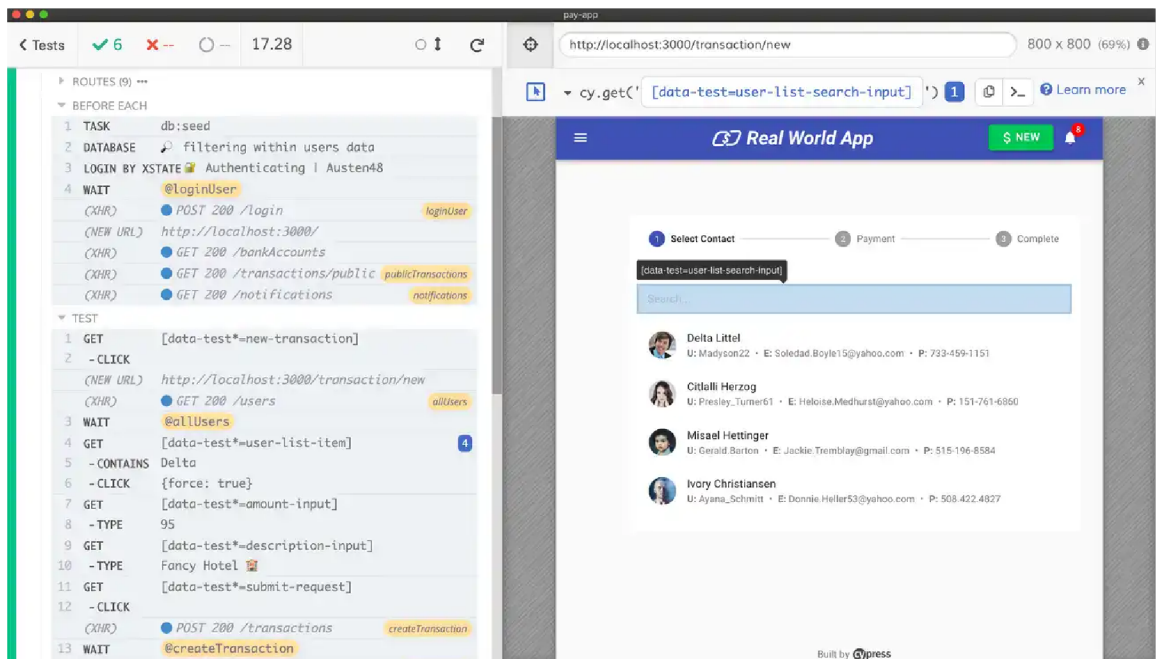 pay-app
Tests 6 -- -- 17.28
http://localhost:3000/transaction/new 800 x 800 (69%)
ROUTES (9)
BEFORE EACH
1 TASK db:seed
2 DATABASE 🔎 filtering within users data
3 LOGIN BY XSTATE 🔐 Authenticating | Austen48
4 WAIT @loginUser
(XHR) POST 200 /login loginUser
(NEW URL) http://localhost:3000/
(XHR) GET 200 /bankAccounts
(XHR) GET 200 /transactions/public publicTransactions
(XHR) GET 200 /notifications notifications
TEST
1 GET [data-test*=new-transaction]
2 -CLICK
(NEW URL) http://localhost:3000/transaction/new
(XHR) GET 200 /users allUsers
3 WAIT @allUsers
4 GET [data-test*=user-list-item] 4
5 -CONTAINS Delta
6 -CLICK {force: true}
7 GET [data-test*=amount-input]
8 -TYPE 95
9 GET [data-test*=description-input]
10 -TYPE Fancy Hotel 🏨
11 GET [data-test*=submit-request]
12 -CLICK
(XHR) POST 200 /transactions createTransaction
13 WAIT @createTransaction
cy.get('[data-test=user-list-search-input]') 1 >_ Learn more x
Real World App $ NEW 8
1 Select Contact 2 Payment 3 Complete
[data-test=user-list-search-input]
Search...
Delta Littel
U: Madyson22 • E: Soledad.Boyle15@yahoo.com • P: 733-459-1151
Citlalli Herzog
U: Presley_Turner61 • E: Heloise.Medhurst@yahoo.com • P: 151-761-6860
Misael Hettinger
U: Gerald.Barton • E: Jackie.Tremblay@gmail.com • P: 515-196-8584
Ivory Christiansen
U: Ayana_Schmitt • E: Donnie.Heller53@yahoo.com • P: 508.422.4827
Built by cypress